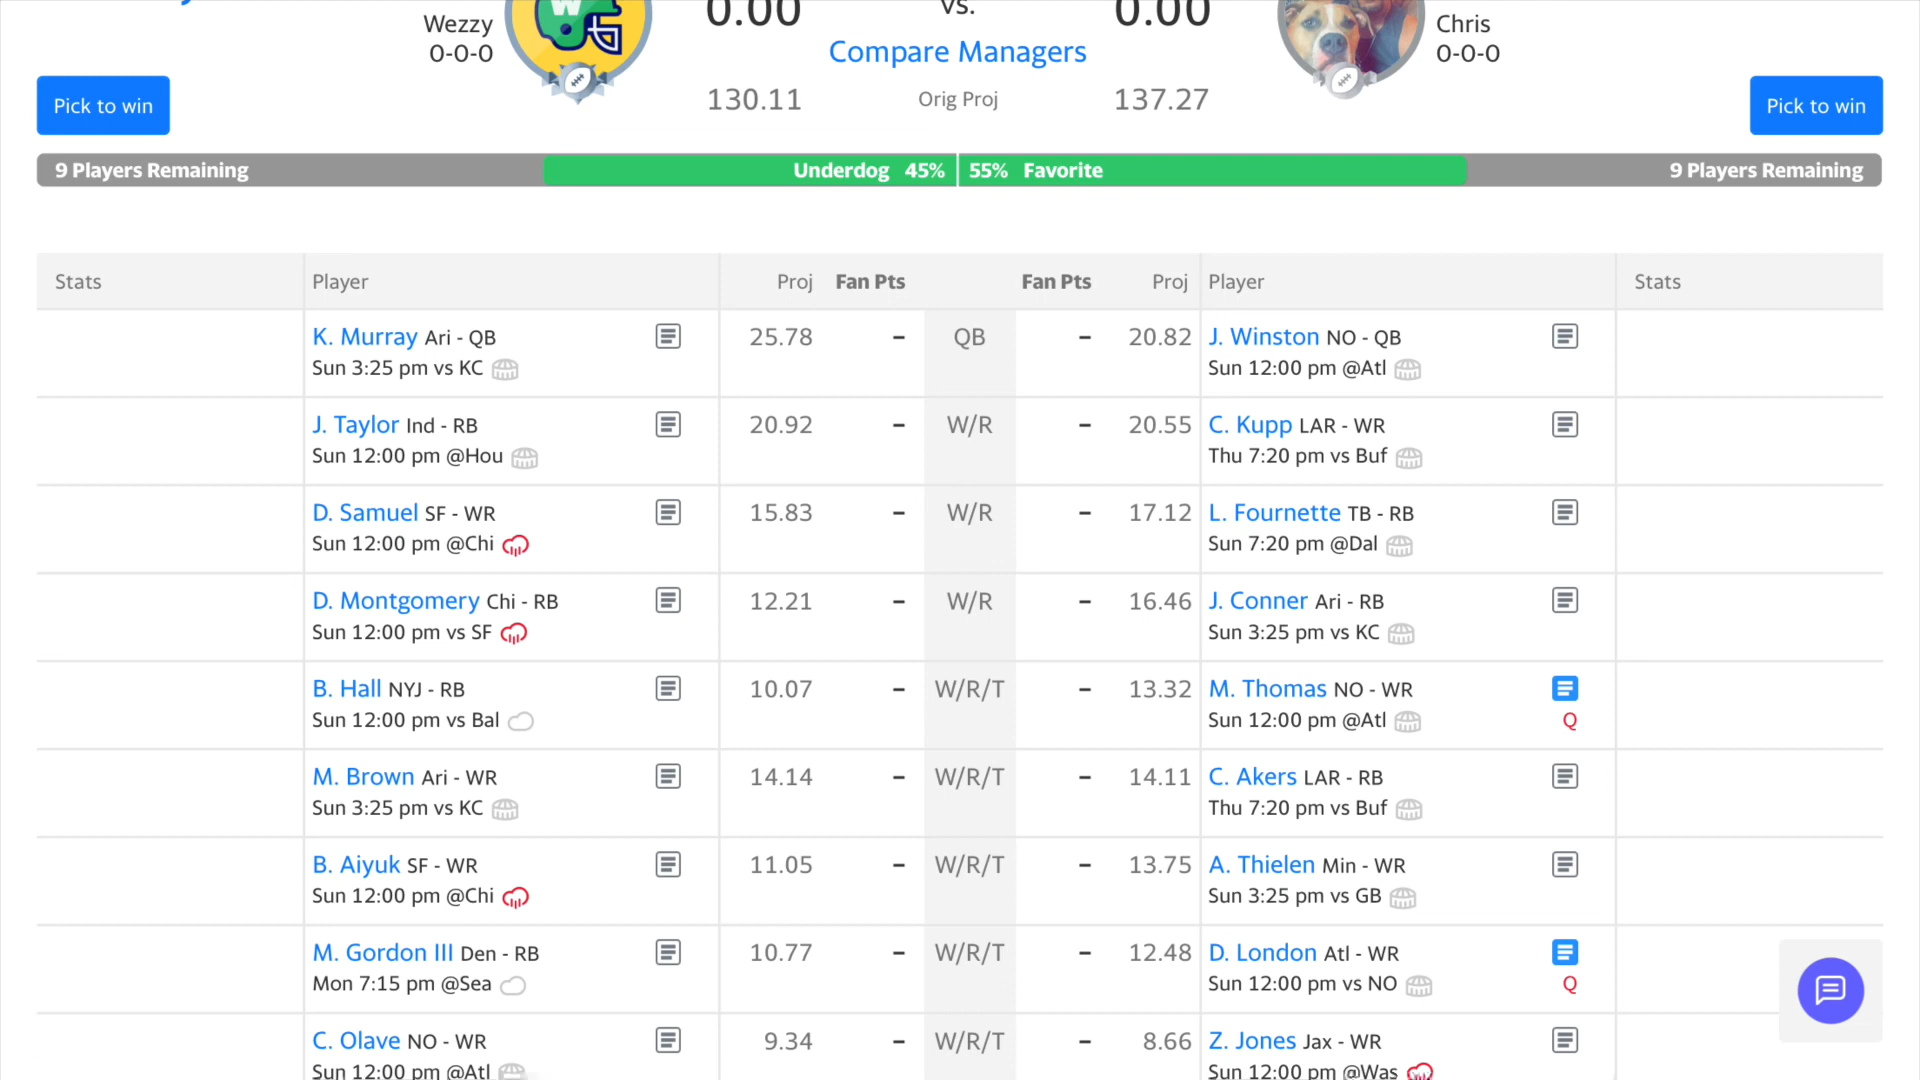 Wezzy
0-0-0
0.00
vs.
0.00
Chris
0-0-0
Compare Managers
130.11 Orig Proj 137.27
Pick to win
Pick to win
9 Players Remaining Underdog 45% 55% Favorite 9 Players Remaining
Stats Player Proj Fan Pts Fan Pts Proj Player Stats
K. Murray Ari - QB 25.78 – QB – 20.82 J. Winston NO - QB
Sun 3:25 pm vs KC Sun 12:00 pm @Atl
J. Taylor Ind - RB 20.92 – W/R – 20.55 C. Kupp LAR - WR
Sun 12:00 pm @Hou Thu 7:20 pm vs Buf
D. Samuel SF - WR 15.83 – W/R – 17.12 L. Fournette TB - RB
Sun 12:00 pm @Chi Sun 7:20 pm @Dal
D. Montgomery Chi - RB 12.21 – W/R – 16.46 J. Conner Ari - RB
Sun 12:00 pm vs SF Sun 3:25 pm vs KC
B. Hall NYJ - RB 10.07 – W/R/T – 13.32 M. Thomas NO - WR
Sun 12:00 pm vs Bal Sun 12:00 pm @Atl Q
M. Brown Ari - WR 14.14 – W/R/T – 14.11 C. Akers LAR - RB
Sun 3:25 pm vs KC Thu 7:20 pm vs Buf
B. Aiyuk SF - WR 11.05 – W/R/T – 13.75 A. Thielen Min - WR
Sun 12:00 pm @Chi Sun 3:25 pm vs GB
M. Gordon III Den - RB 10.77 – W/R/T – 12.48 D. London Atl - WR
Mon 7:15 pm @Sea Sun 12:00 pm vs NO Q
C. Olave NO - WR 9.34 – W/R/T – 8.66 Z. Jones Jax - WR
Sun 12:00 pm @Atl Sun 12:00 pm @Was